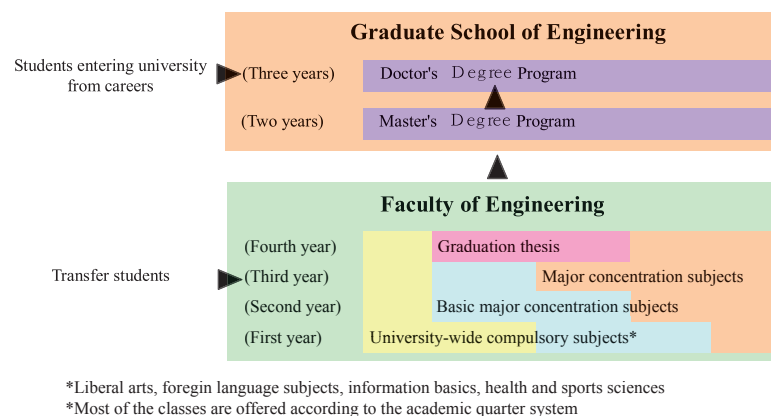 Graduate School of Engineering
Students entering university
from careers
(Three years) Doctor's Degree Program
(Two years) Master's Degree Program
Faculty of Engineering
(Fourth year) Graduation thesis
Transfer students
(Third year) Major concentration subjects
(Second year) Basic major concentration subjects
(First year) University-wide compulsory subjects*
*Liberal arts, foregin language subjects, information basics, health and sports sciences
*Most of the classes are offered according to the academic quarter system